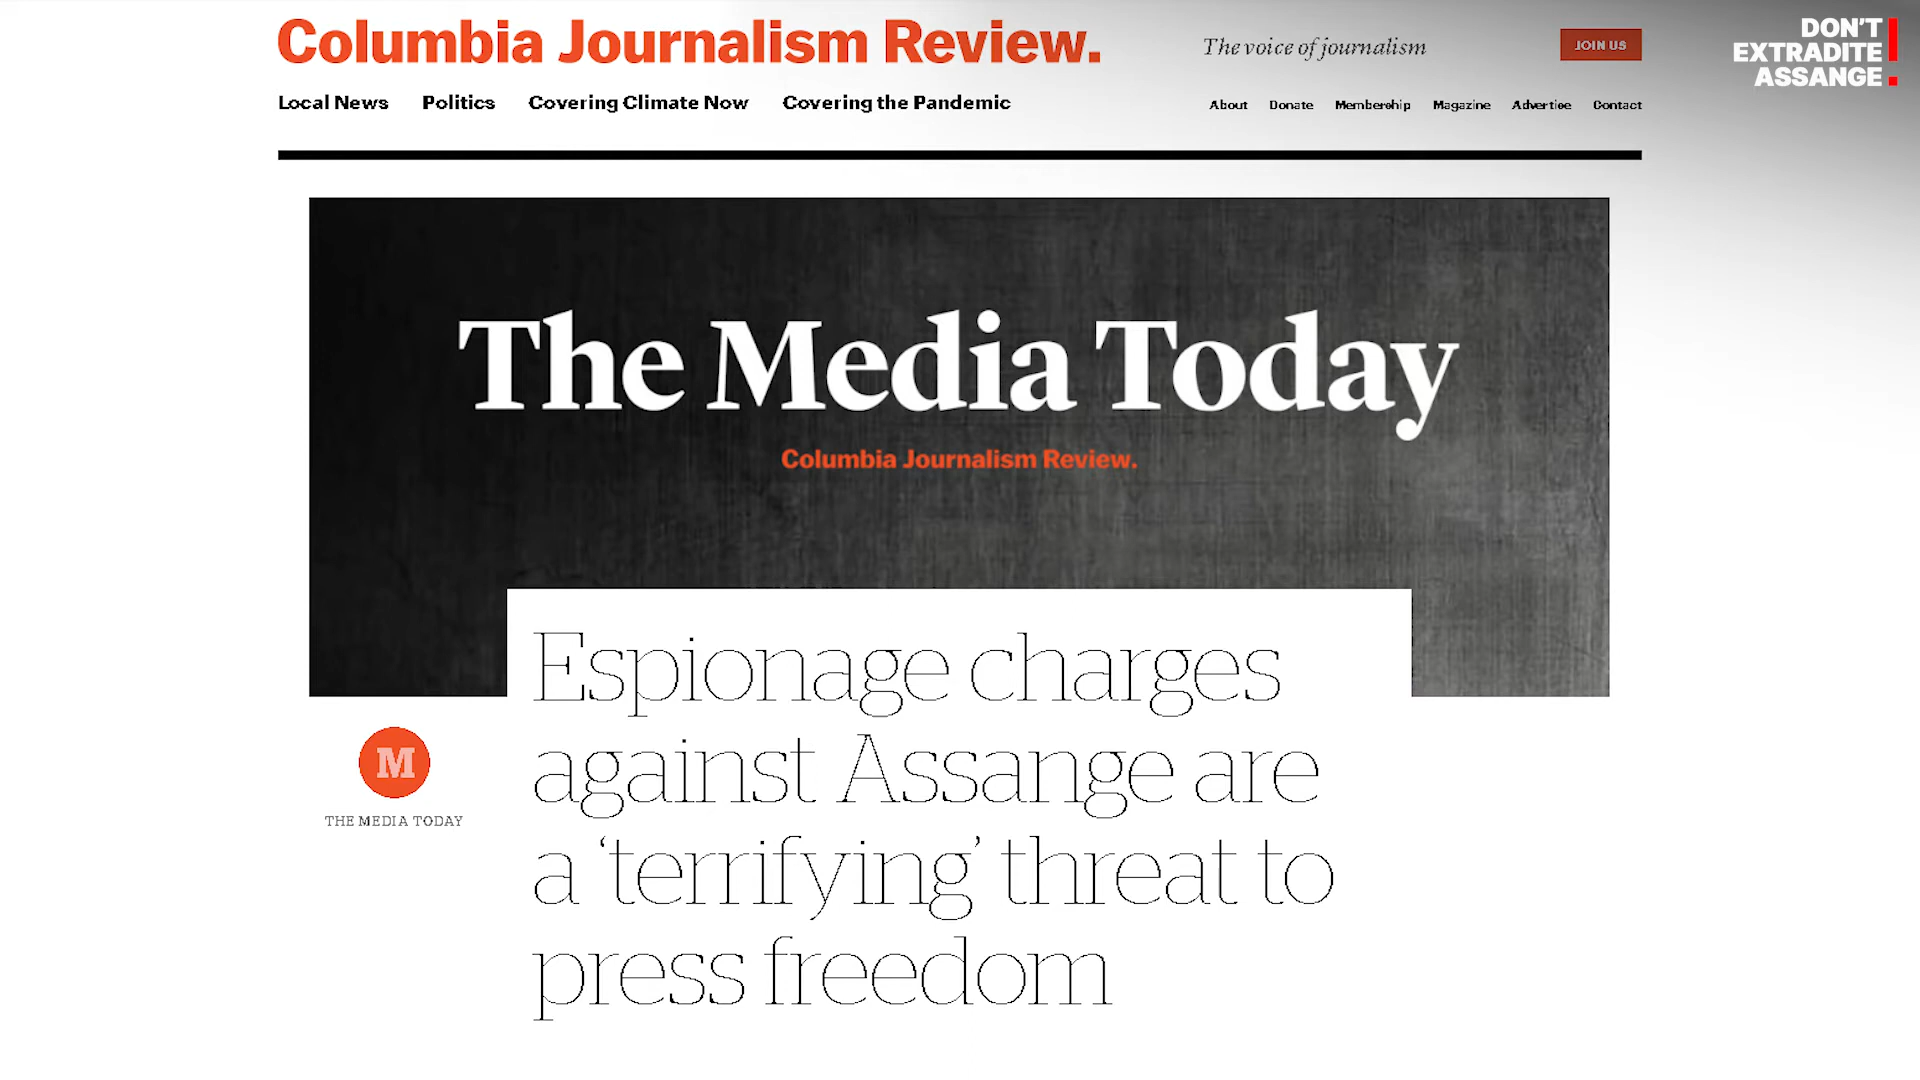 Columbia Journalism Review.
The voice of journalism
JOIN US
DON'T
EXTRADITE
ASSANGE!
Local News Politics Covering Climate Now Covering the Pandemic
About Donate Membership Magazine Advertise Contact
The Media Today
Columbia Journalism Review.
M
THE MEDIA TODAY
Espionage charges
against Assange are
a ‘terrifying’ threat to
press freedom